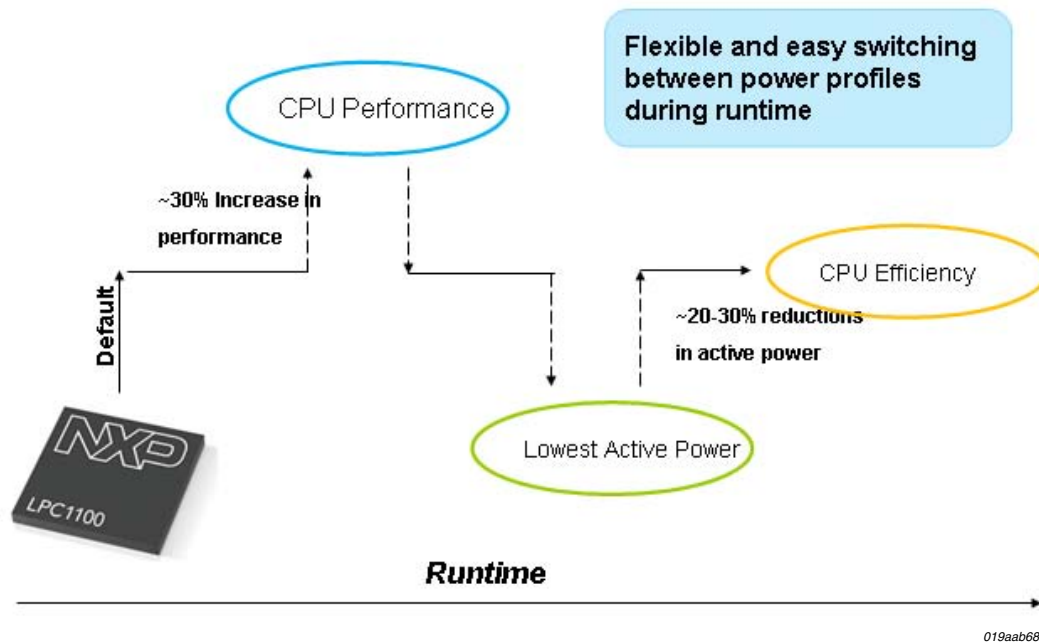 Flexible and easy switching
between power profiles
during runtime
CPU Performance
~30% Increase in
performance
Default
CPU Efficiency
~20-30% reductions
in active power
Lowest Active Power
NXP
LPC1100
Runtime
019aab68